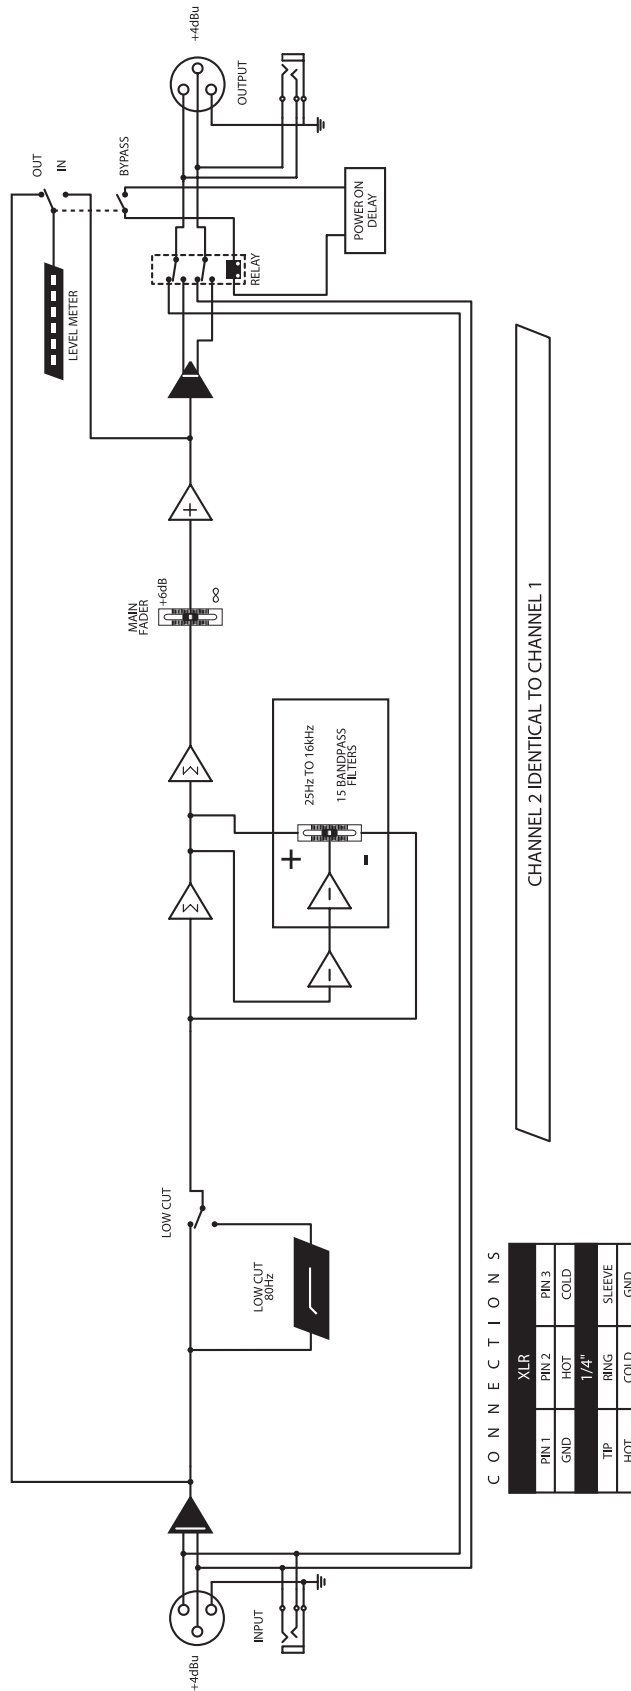 +4dBu
INPUT
LOW CUT
80Hz
LOW CUT
25Hz TO 16kHz
15 BANDPASS
FILTERS
+
-
Σ
Σ
MAIN
FADER
+6dB
∞
+
LEVEL METER
OUT
IN
BYPASS
RELAY
POWER ON
DELAY
+4dBu
OUTPUT
CONNECTIONS
XLR
PIN 1 PIN 2 PIN 3
GND HOT COLD
1/4"
TIP RING SLEEVE
HOT COLD GND
CHANNEL 2 IDENTICAL TO CHANNEL 1